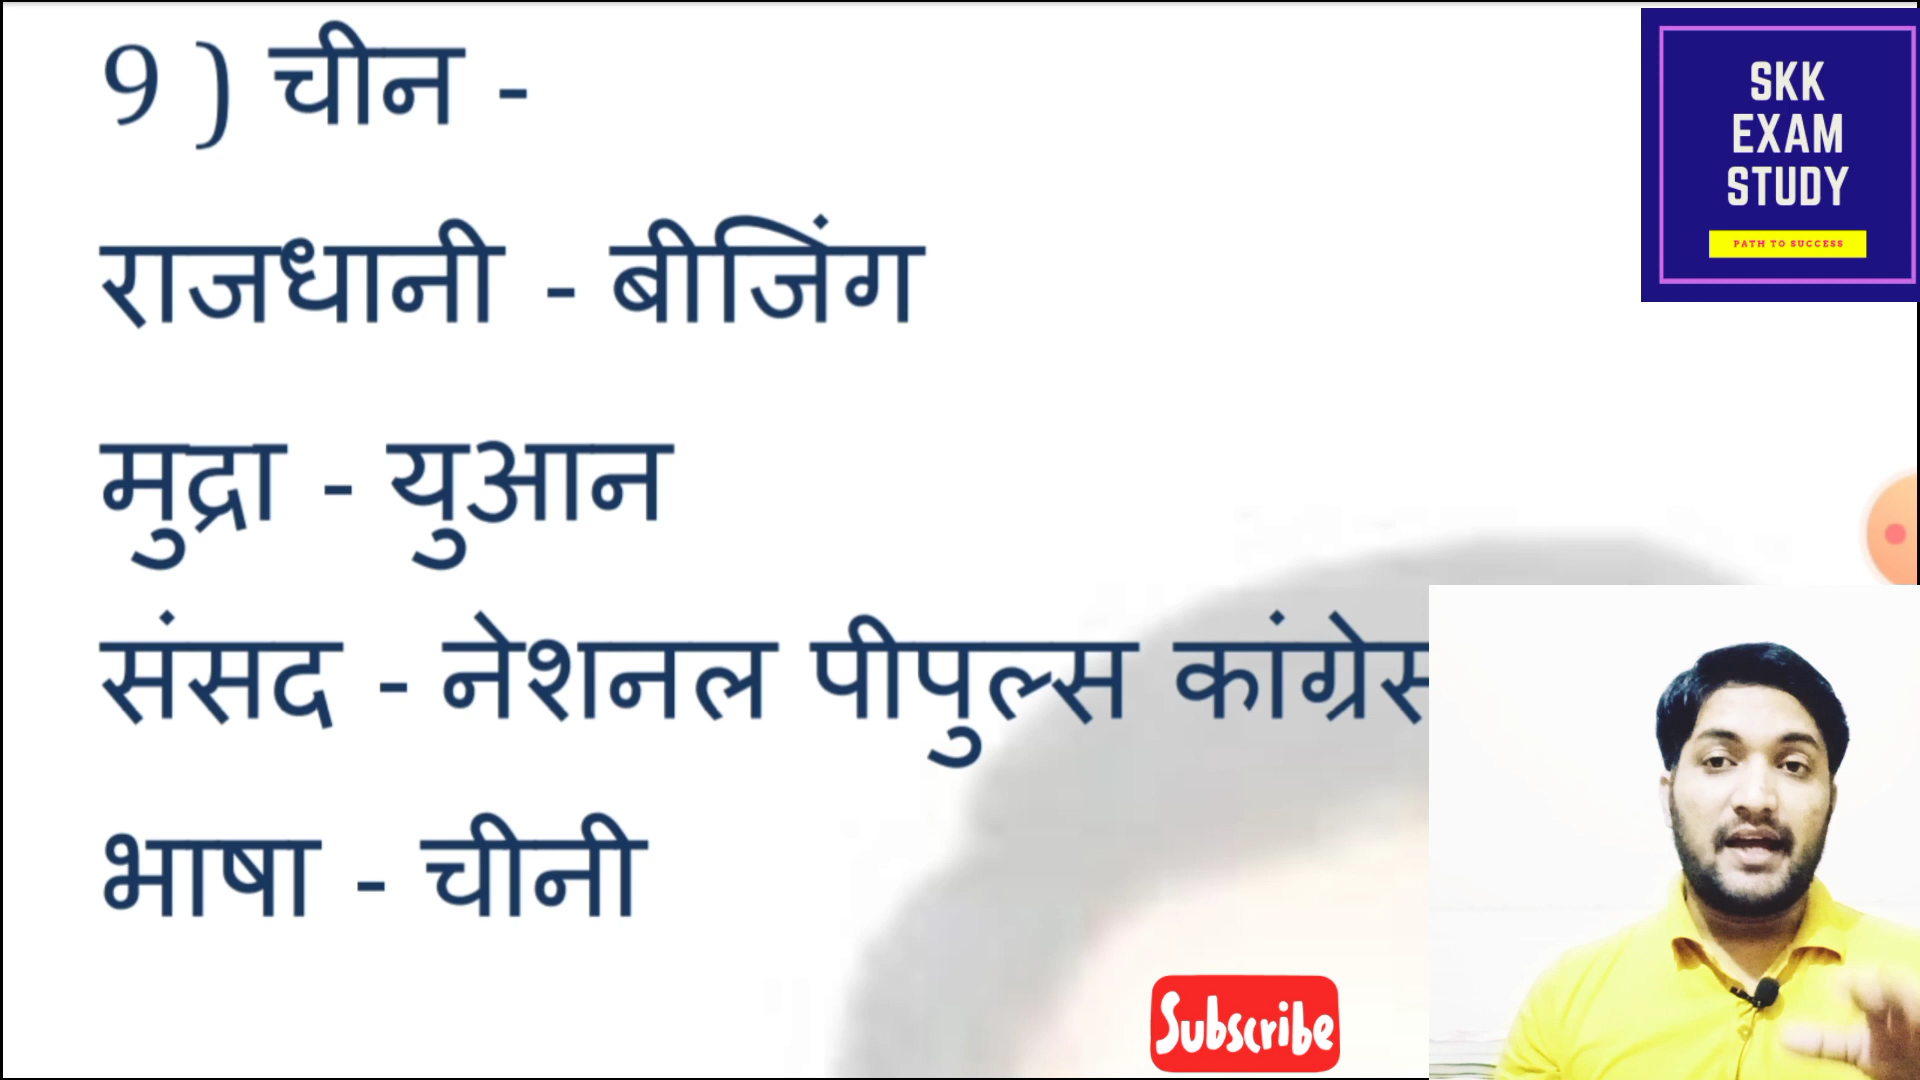 9 ) चीन -
राजधानी - बीजिंग
मुद्रा - युआन
संसद - नेशनल पीपुल्स कांग्रेस
भाषा - चीनी
SKK
EXAM
STUDY
PATH TO SUCCESS
Subscribe